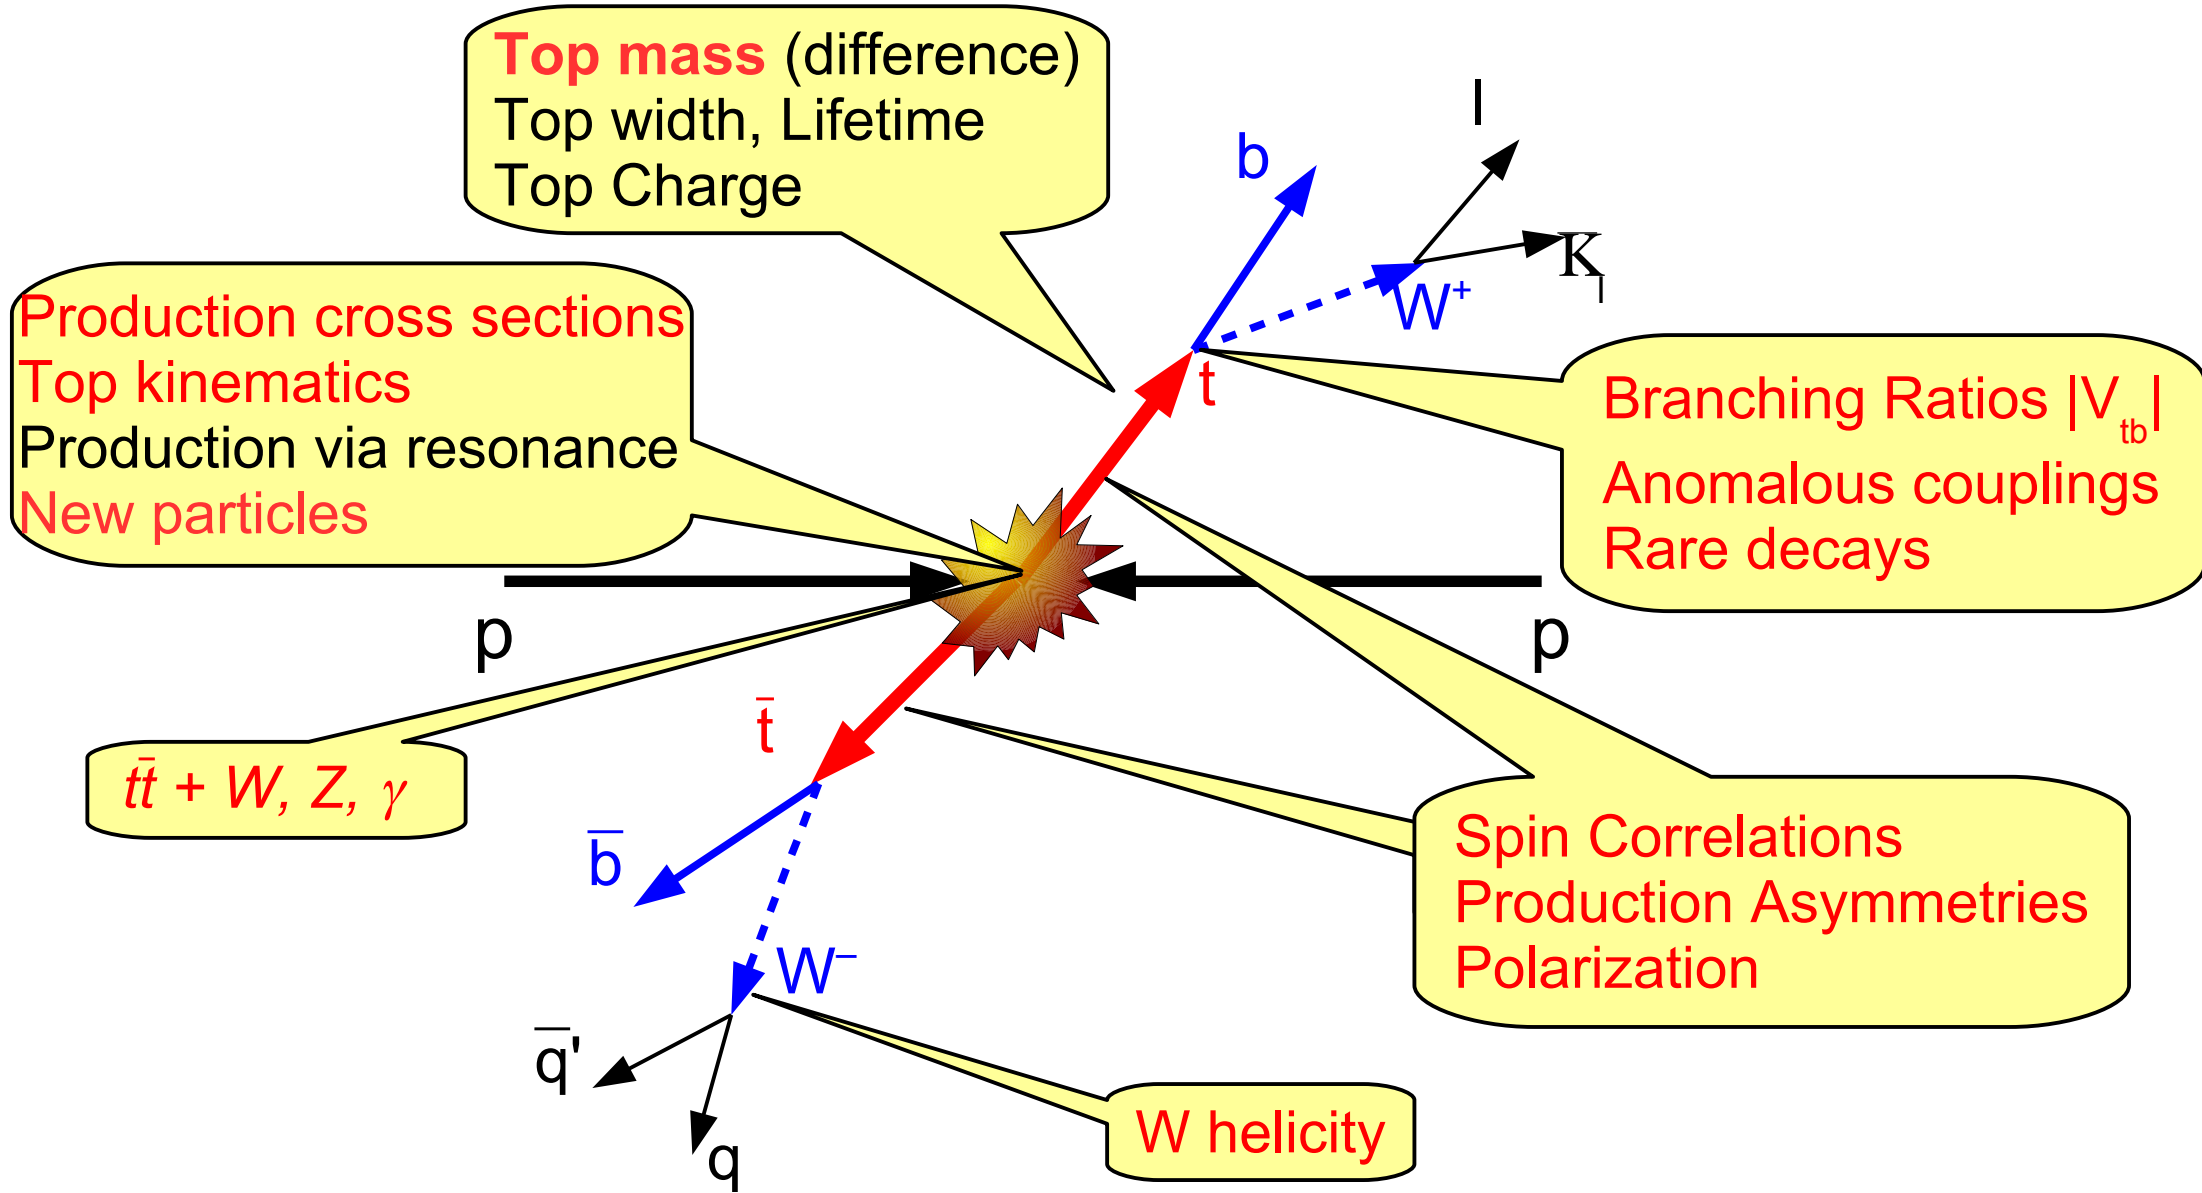 Top mass (difference)
Top width, Lifetime
Top Charge
l
b
K̅l
W⁺
t
Production cross sections
Top kinematics
Production via resonance
New particles
Branching Ratios |Vtb|
Anomalous couplings
Rare decays
p
p
t̅
tt̅ + W, Z, γ
b̅
Spin Correlations
Production Asymmetries
Polarization
W⁻
q̅'
q
W helicity